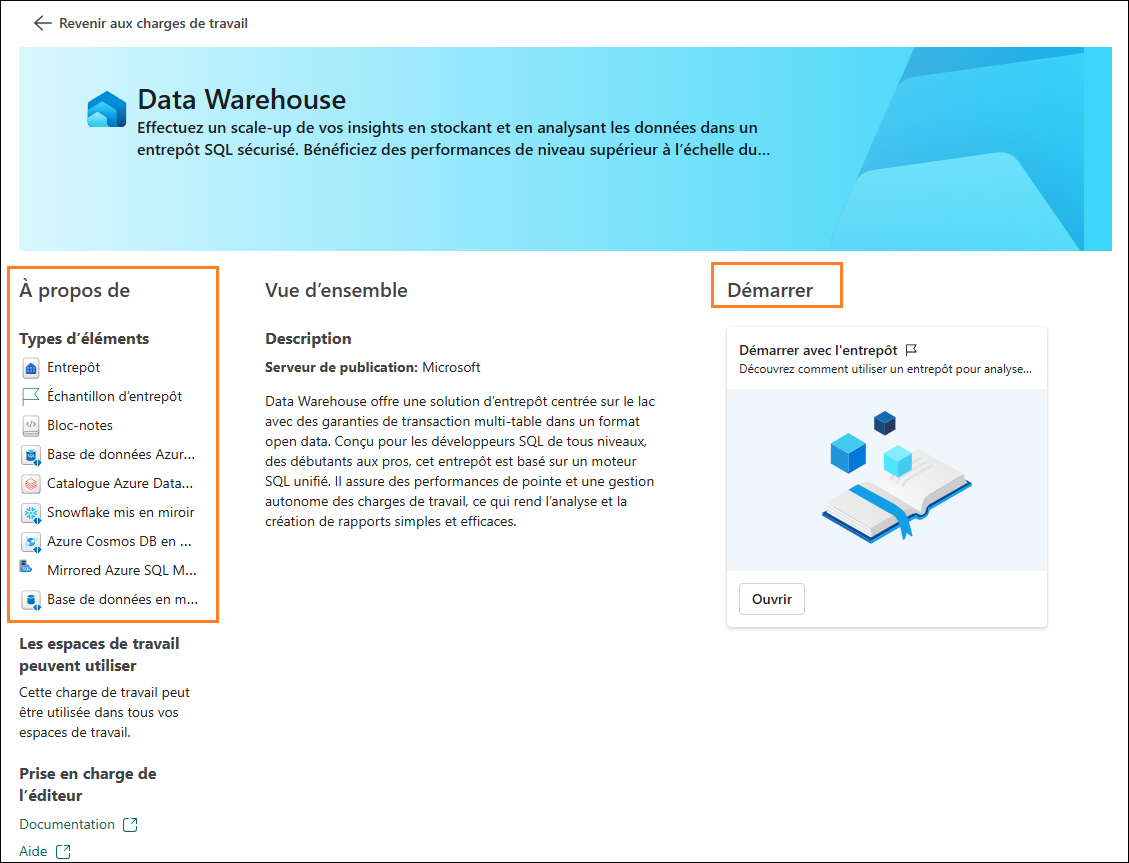 Revenir aux charges de travail
Data Warehouse
Effectuez un scale-up de vos insights en stockant et en analysant les données dans un
entrepôt SQL sécurisé. Bénéficiez des performances de niveau supérieur à l’échelle du...
À propos de
Types d’éléments
Entrepôt
Échantillon d’entrepôt
Bloc-notes
Base de données Azur...
Catalogue Azure Data...
Snowflake mis en miroir
Azure Cosmos DB en ...
Mirrored Azure SQL M...
Base de données en m...
Les espaces de travail
peuvent utiliser
Cette charge de travail peut
être utilisée dans tous vos
espaces de travail.
Prise en charge de
l’éditeur
Documentation
Aide
Vue d’ensemble
Description
Serveur de publication: Microsoft
Data Warehouse offre une solution d’entrepôt centrée sur le lac
avec des garanties de transaction multi-table dans un format
open data. Conçu pour les développeurs SQL de tous niveaux,
des débutants aux pros, cet entrepôt est basé sur un moteur
SQL unifié. Il assure des performances de pointe et une gestion
autonome des charges de travail, ce qui rend l’analyse et la
création de rapports simples et efficaces.
Démarrer
Démarrer avec l'entrepôt
Découvrez comment utiliser un entrepôt pour analyse...
Ouvrir